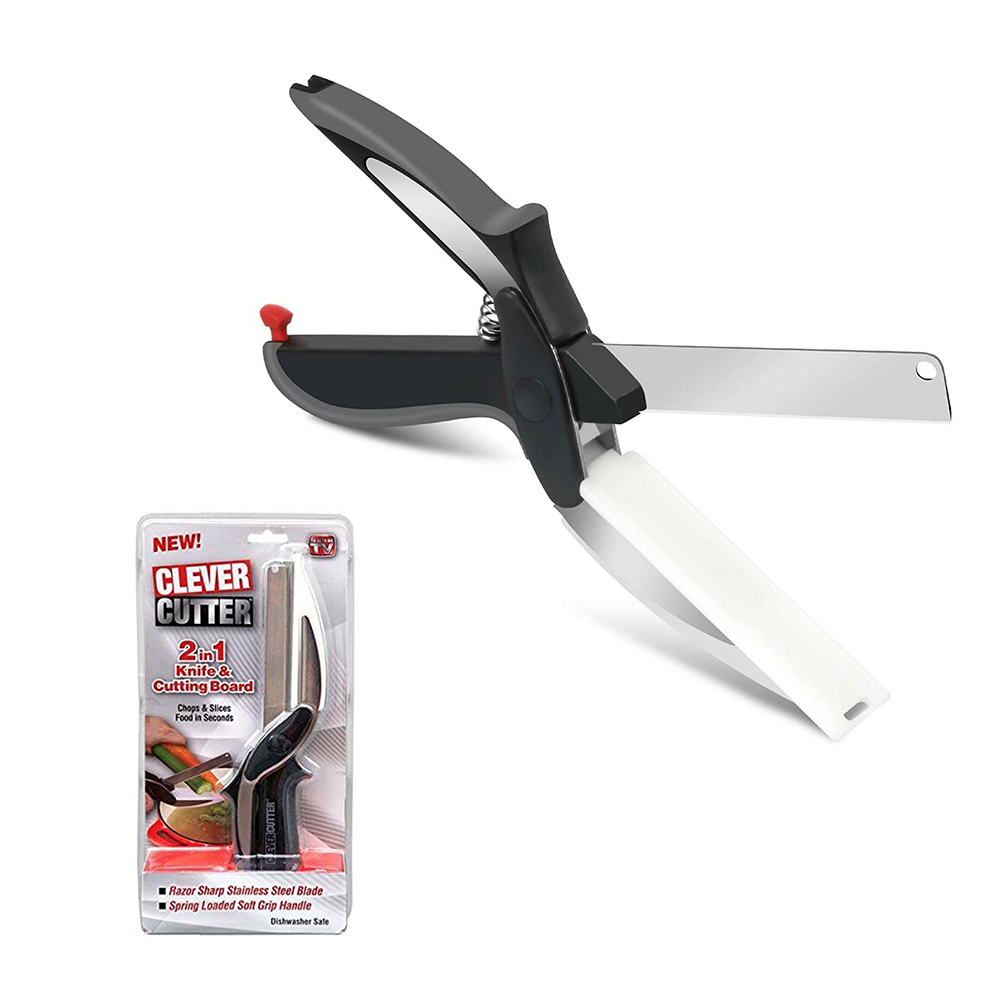 NEW!
TV
CLEVER
CUTTER
2 in 1
Knife &
Cutting Board
Chops & Slices
Food in Seconds
CLEVER CUTTER®
■ Razor Sharp Stainless Steel Blade
■ Spring Loaded Soft Grip Handle
Dishwasher Safe